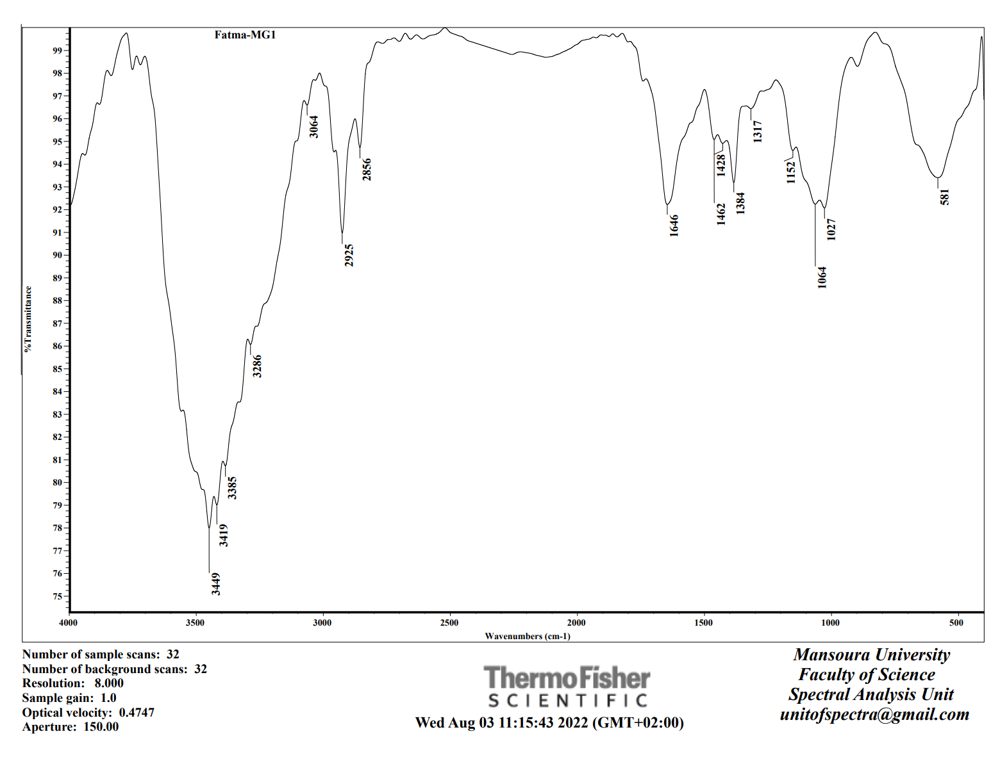 Fatma-MG1
99
98
97
96
95
94
93
92
91
90
89
88
87
86
85
84
83
82
81
80
79
78
77
76
75
%Transmittance
3449
3419
3385
3286
3064
2925
2856
1646
1462
1428
1384
1317
1152
1064
1027
581
4000 3500 3000 2500 2000 1500 1000 500
Wavenumbers (cm-1)
Number of sample scans: 32
Number of background scans: 32
Resolution: 8.000
Sample gain: 1.0
Optical velocity: 0.4747
Aperture: 150.00
ThermoFisher
SCIENTIFIC
Wed Aug 03 11:15:43 2022 (GMT+02:00)
Mansoura University
Faculty of Science
Spectral Analysis Unit
unitofspectra@gmail.com